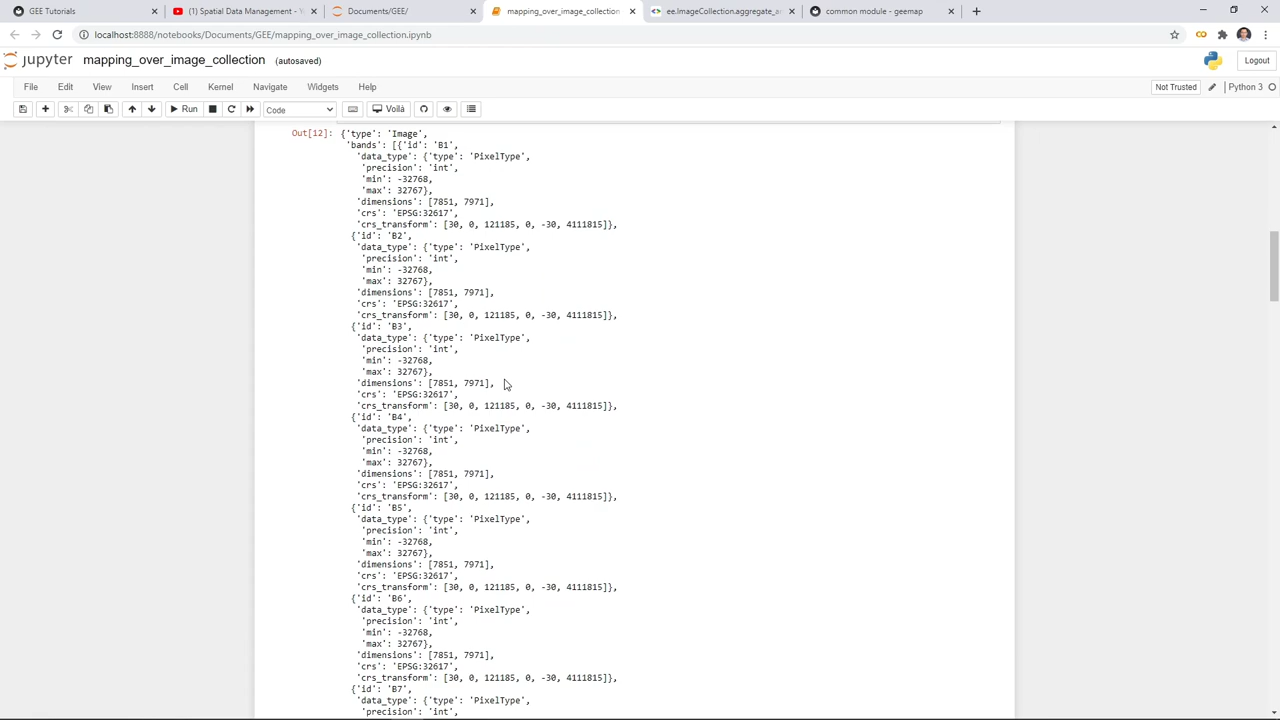 GEE Tutorials
(1) Spatial Data Management - Y
Documents/GEE/
mapping_over_image_collection
ee.ImageCollection.aggregate_a
common module - geemap
localhost:8888/notebooks/Documents/GEE/mapping_over_image_collection.ipynb
jupyter mapping_over_image_collection (autosaved)
Logout
File Edit View Insert Cell Kernel Navigate Widgets Help
Not Trusted
Python 3
Run
Code
Voilà
Out[12]: {'type': 'Image',
'bands': [{'id': 'B1',
'data_type': {'type': 'PixelType',
'precision': 'int',
'min': -32768,
'max': 32767},
'dimensions': [7851, 7971],
'crs': 'EPSG:32617',
'crs_transform': [30, 0, 121185, 0, -30, 4111815]},
{'id': 'B2',
'data_type': {'type': 'PixelType',
'precision': 'int',
'min': -32768,
'max': 32767},
'dimensions': [7851, 7971],
'crs': 'EPSG:32617',
'crs_transform': [30, 0, 121185, 0, -30, 4111815]},
{'id': 'B3',
'data_type': {'type': 'PixelType',
'precision': 'int',
'min': -32768,
'max': 32767},
'dimensions': [7851, 7971],
'crs': 'EPSG:32617',
'crs_transform': [30, 0, 121185, 0, -30, 4111815]},
{'id': 'B4',
'data_type': {'type': 'PixelType',
'precision': 'int',
'min': -32768,
'max': 32767},
'dimensions': [7851, 7971],
'crs': 'EPSG:32617',
'crs_transform': [30, 0, 121185, 0, -30, 4111815]},
{'id': 'B5',
'data_type': {'type': 'PixelType',
'precision': 'int',
'min': -32768,
'max': 32767},
'dimensions': [7851, 7971],
'crs': 'EPSG:32617',
'crs_transform': [30, 0, 121185, 0, -30, 4111815]},
{'id': 'B6',
'data_type': {'type': 'PixelType',
'precision': 'int',
'min': -32768,
'max': 32767},
'dimensions': [7851, 7971],
'crs': 'EPSG:32617',
'crs_transform': [30, 0, 121185, 0, -30, 4111815]},
{'id': 'B7',
'data_type': {'type': 'PixelType',
'precision': 'int',